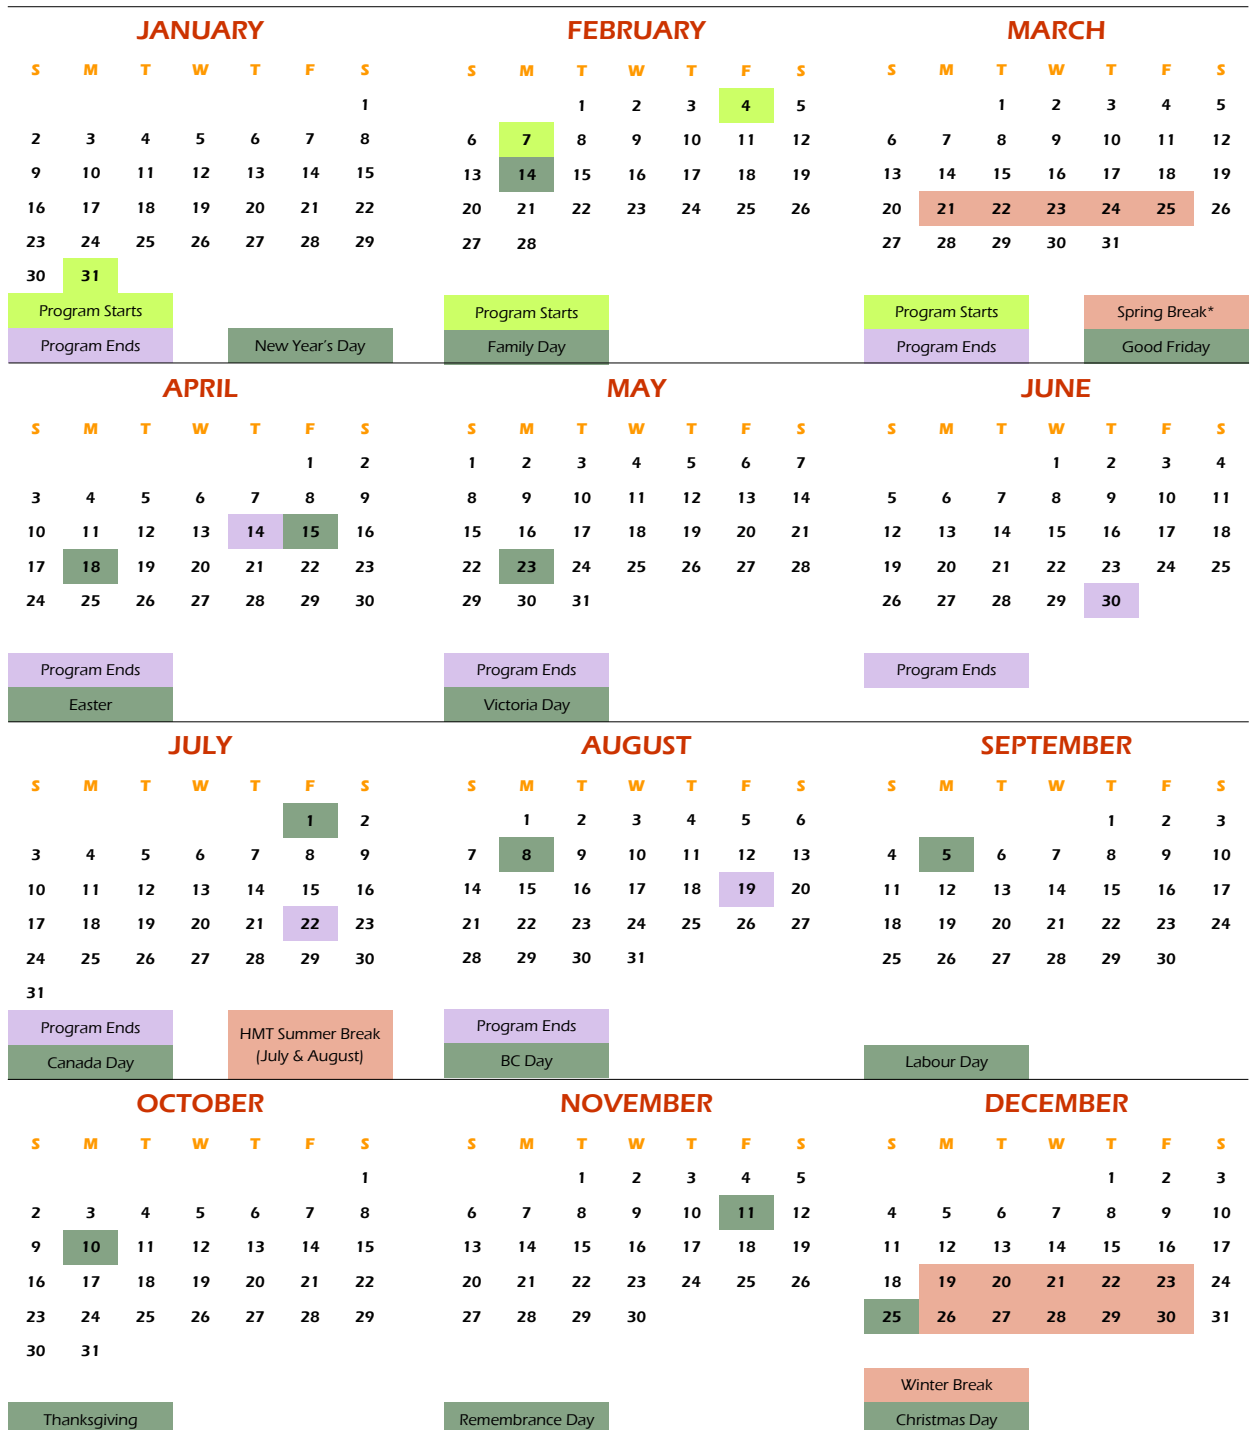 JANUARY
S M T W T F S
1
2 3 4 5 6 7 8
9 10 11 12 13 14 15
16 17 18 19 20 21 22
23 24 25 26 27 28 29
30 31
Program Starts
Program Ends New Year's Day
FEBRUARY
S M T W T F S
1 2 3 4 5
6 7 8 9 10 11 12
13 14 15 16 17 18 19
20 21 22 23 24 25 26
27 28
Program Starts
Family Day
MARCH
S M T W T F S
1 2 3 4 5
6 7 8 9 10 11 12
13 14 15 16 17 18 19
20 21 22 23 24 25 26
27 28 29 30 31
Program Starts Spring Break*
Program Ends Good Friday
APRIL
S M T W T F S
1 2
3 4 5 6 7 8 9
10 11 12 13 14 15 16
17 18 19 20 21 22 23
24 25 26 27 28 29 30
Program Ends
Easter
MAY
S M T W T F S
1 2 3 4 5 6 7
8 9 10 11 12 13 14
15 16 17 18 19 20 21
22 23 24 25 26 27 28
29 30 31
Program Ends
Victoria Day
JUNE
S M T W T F S
1 2 3 4
5 6 7 8 9 10 11
12 13 14 15 16 17 18
19 20 21 22 23 24 25
26 27 28 29 30
Program Ends
JULY
S M T W T F S
1 2
3 4 5 6 7 8 9
10 11 12 13 14 15 16
17 18 19 20 21 22 23
24 25 26 27 28 29 30
31
Program Ends
Canada Day
HMT Summer Break
(July & August)
AUGUST
S M T W T F S
1 2 3 4 5 6
7 8 9 10 11 12 13
14 15 16 17 18 19 20
21 22 23 24 25 26 27
28 29 30 31
Program Ends
BC Day
SEPTEMBER
S M T W T F S
1 2 3
4 5 6 7 8 9 10
11 12 13 14 15 16 17
18 19 20 21 22 23 24
25 26 27 28 29 30
Labour Day
OCTOBER
S M T W T F S
1
2 3 4 5 6 7 8
9 10 11 12 13 14 15
16 17 18 19 20 21 22
23 24 25 26 27 28 29
30 31
Thanksgiving
NOVEMBER
S M T W T F S
1 2 3 4 5
6 7 8 9 10 11 12
13 14 15 16 17 18 19
20 21 22 23 24 25 26
27 28 29 30
Remembrance Day
DECEMBER
S M T W T F S
1 2 3
4 5 6 7 8 9 10
11 12 13 14 15 16 17
18 19 20 21 22 23 24
25 26 27 28 29 30 31
Winter Break
Christmas Day